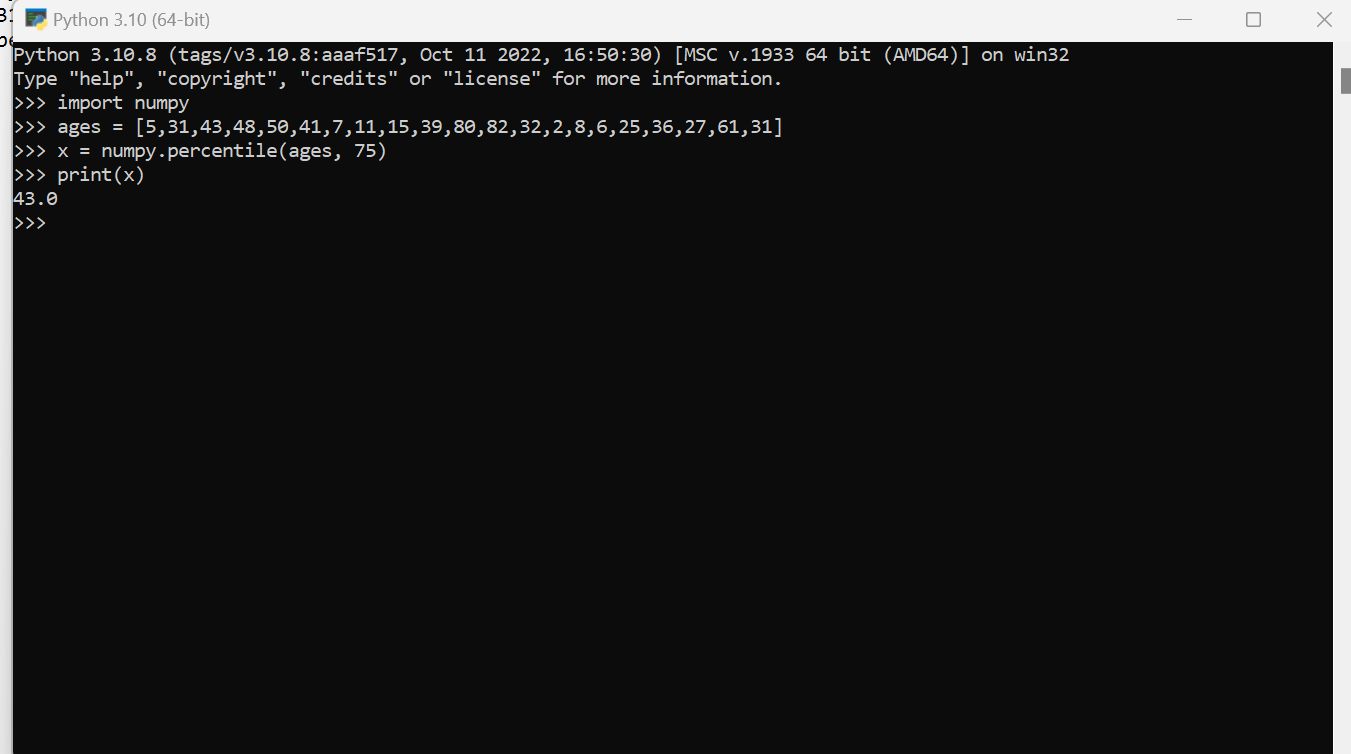 Python 3.10 (64-bit)
Python 3.10.8 (tags/v3.10.8:aaaf517, Oct 11 2022, 16:50:30) [MSC v.1933 64 bit (AMD64)] on win32
Type "help", "copyright", "credits" or "license" for more information.
>>> import numpy
>>> ages = [5,31,43,48,50,41,7,11,15,39,80,82,32,2,8,6,25,36,27,61,31]
>>> x = numpy.percentile(ages, 75)
>>> print(x)
43.0
>>>